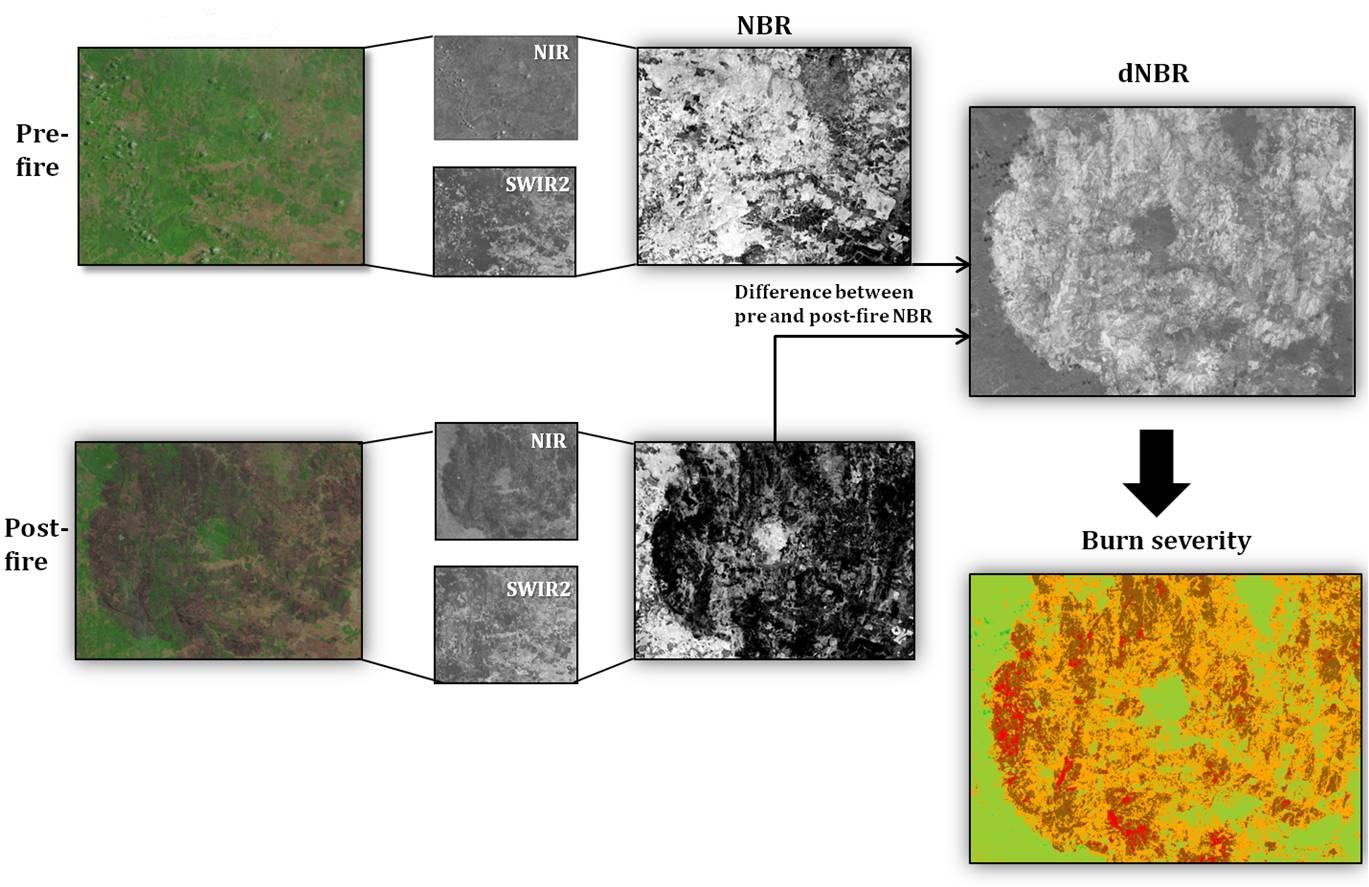 NBR
NIR
dNBR
Pre-
fire
SWIR2
Difference between
pre and post-fire NBR
NIR
Post-
fire
Burn severity
SWIR2